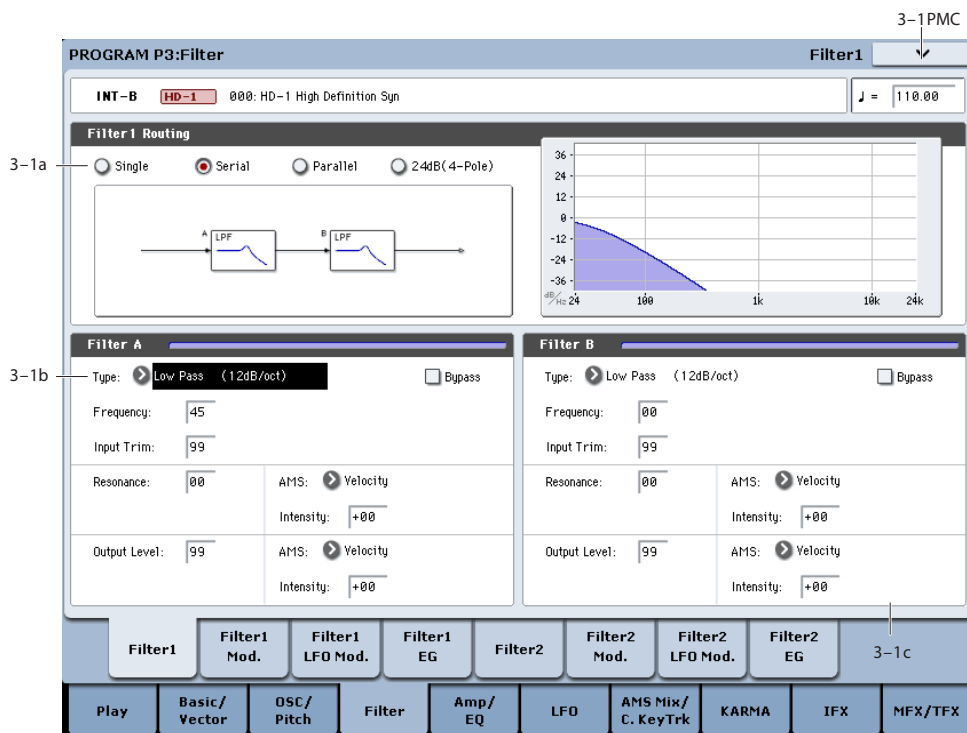 3–1PMC
PROGRAM P3:Filter Filter1
INT-B HD-1 000: HD-1 High Definition Syn ♩ = 110.00
Filter1 Routing
3–1a
Single Serial Parallel 24dB(4-Pole)
A LPF B LPF
36
24
12
0
-12
-24
-36
dB/Hz 24 100 1k 10k 24k
Filter A
3–1b
Type: Low Pass (12dB/oct) Bypass
Frequency: 45
Input Trim: 99
Resonance: 00 AMS: Velocity
Intensity: +00
Output Level: 99 AMS: Velocity
Intensity: +00
Filter B
Type: Low Pass (12dB/oct) Bypass
Frequency: 00
Input Trim: 99
Resonance: 00 AMS: Velocity
Intensity: +00
Output Level: 99 AMS: Velocity
Intensity: +00
3–1c
Filter1
Filter1 Mod.
Filter1 LFO Mod.
Filter1 EG
Filter2
Filter2 Mod.
Filter2 LFO Mod.
Filter2 EG
Play
Basic/ Vector
OSC/ Pitch
Filter
Amp/ EQ
LFO
AMS Mix/ C. KeyTrk
KARMA
IFX
MFX/TFX